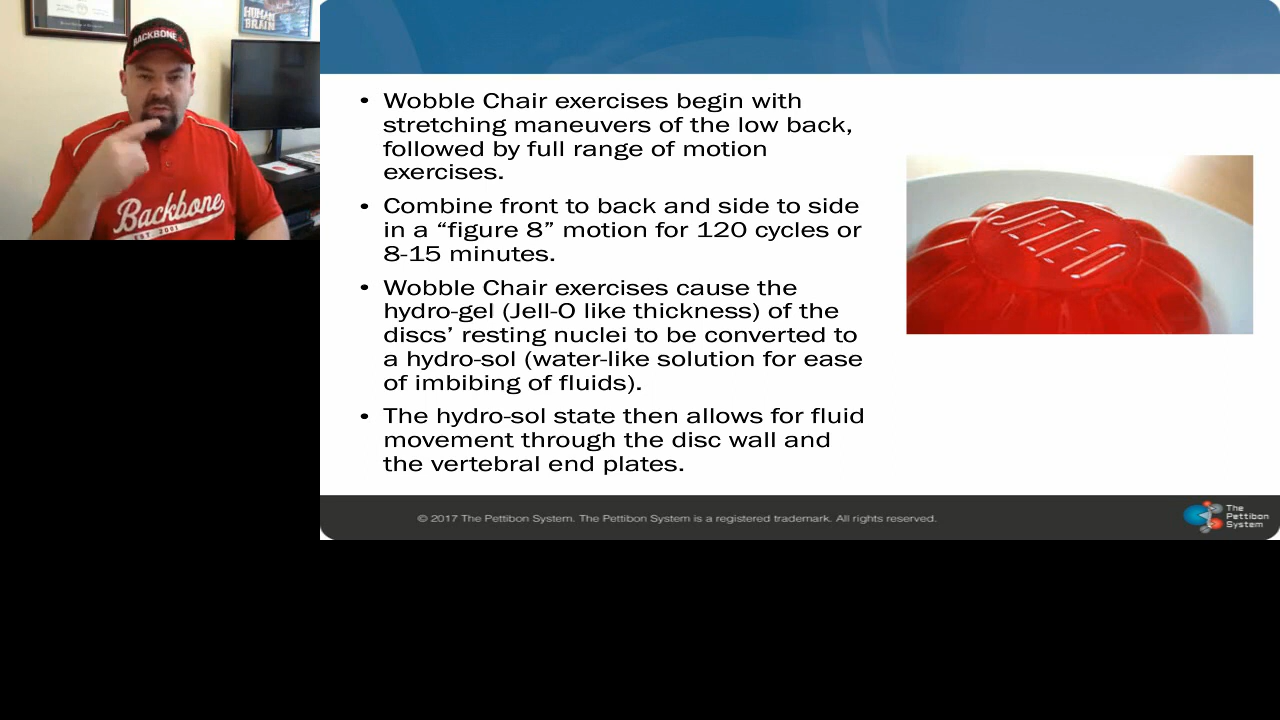 HUMAN
BRAIN
BACKBONE
Backbone
EST. 2001
• Wobble Chair exercises begin with
stretching maneuvers of the low back,
followed by full range of motion
exercises.
• Combine front to back and side to side
in a “figure 8” motion for 120 cycles or
8-15 minutes.
• Wobble Chair exercises cause the
hydro-gel (Jell-O like thickness) of the
discs’ resting nuclei to be converted to
a hydro-sol (water-like solution for ease
of imbibing of fluids).
• The hydro-sol state then allows for fluid
movement through the disc wall and
the vertebral end plates.
JELL-O
© 2017 The Pettibon System. The Pettibon System is a registered trademark. All rights reserved.
The
Pettibon
System